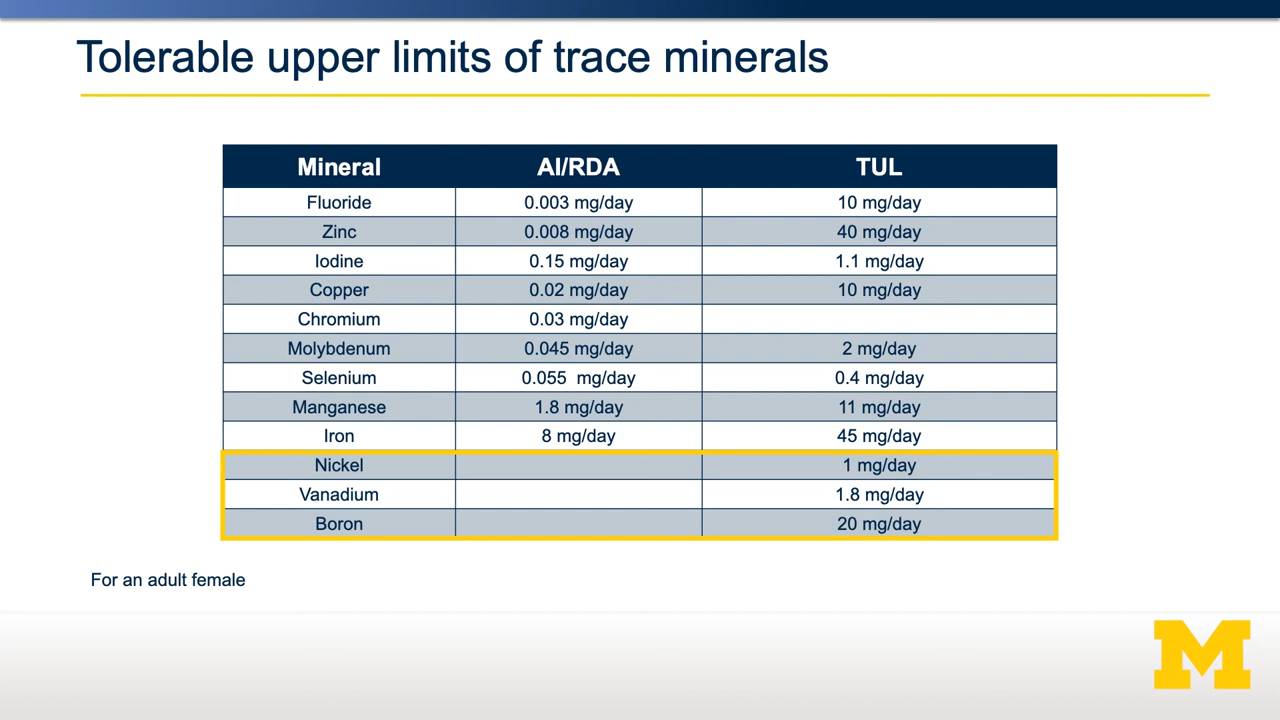 Tolerable upper limits of trace minerals
Mineral AI/RDA TUL
Fluoride 0.003 mg/day 10 mg/day
Zinc 0.008 mg/day 40 mg/day
Iodine 0.15 mg/day 1.1 mg/day
Copper 0.02 mg/day 10 mg/day
Chromium 0.03 mg/day
Molybdenum 0.045 mg/day 2 mg/day
Selenium 0.055 mg/day 0.4 mg/day
Manganese 1.8 mg/day 11 mg/day
Iron 8 mg/day 45 mg/day
Nickel 1 mg/day
Vanadium 1.8 mg/day
Boron 20 mg/day
For an adult female
M